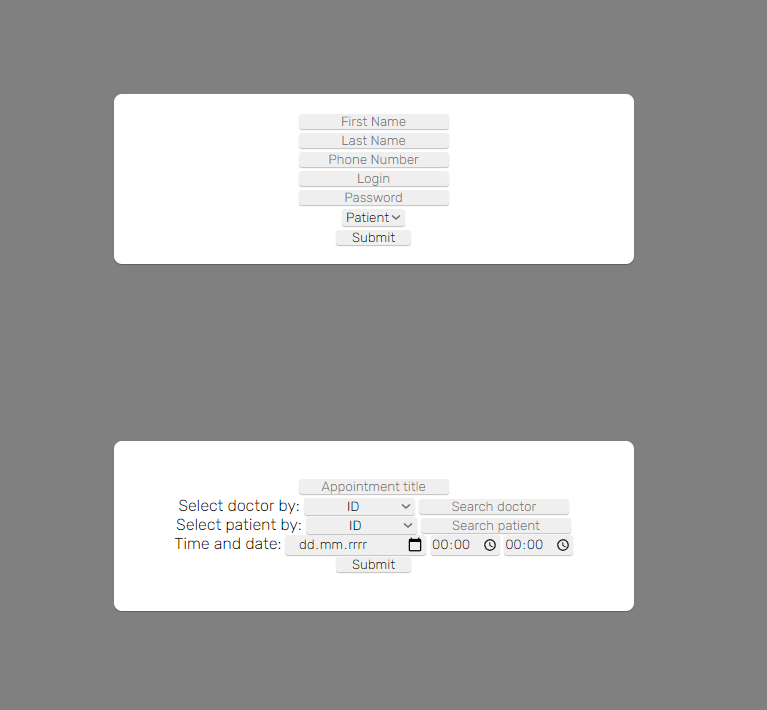 First Name
Last Name
Phone Number
Login
Password
Patient
Submit
Appointment title
Select doctor by: ID Search doctor
Select patient by: ID Search patient
Time and date: dd.mm.rrrr 00:00 00:00
Submit